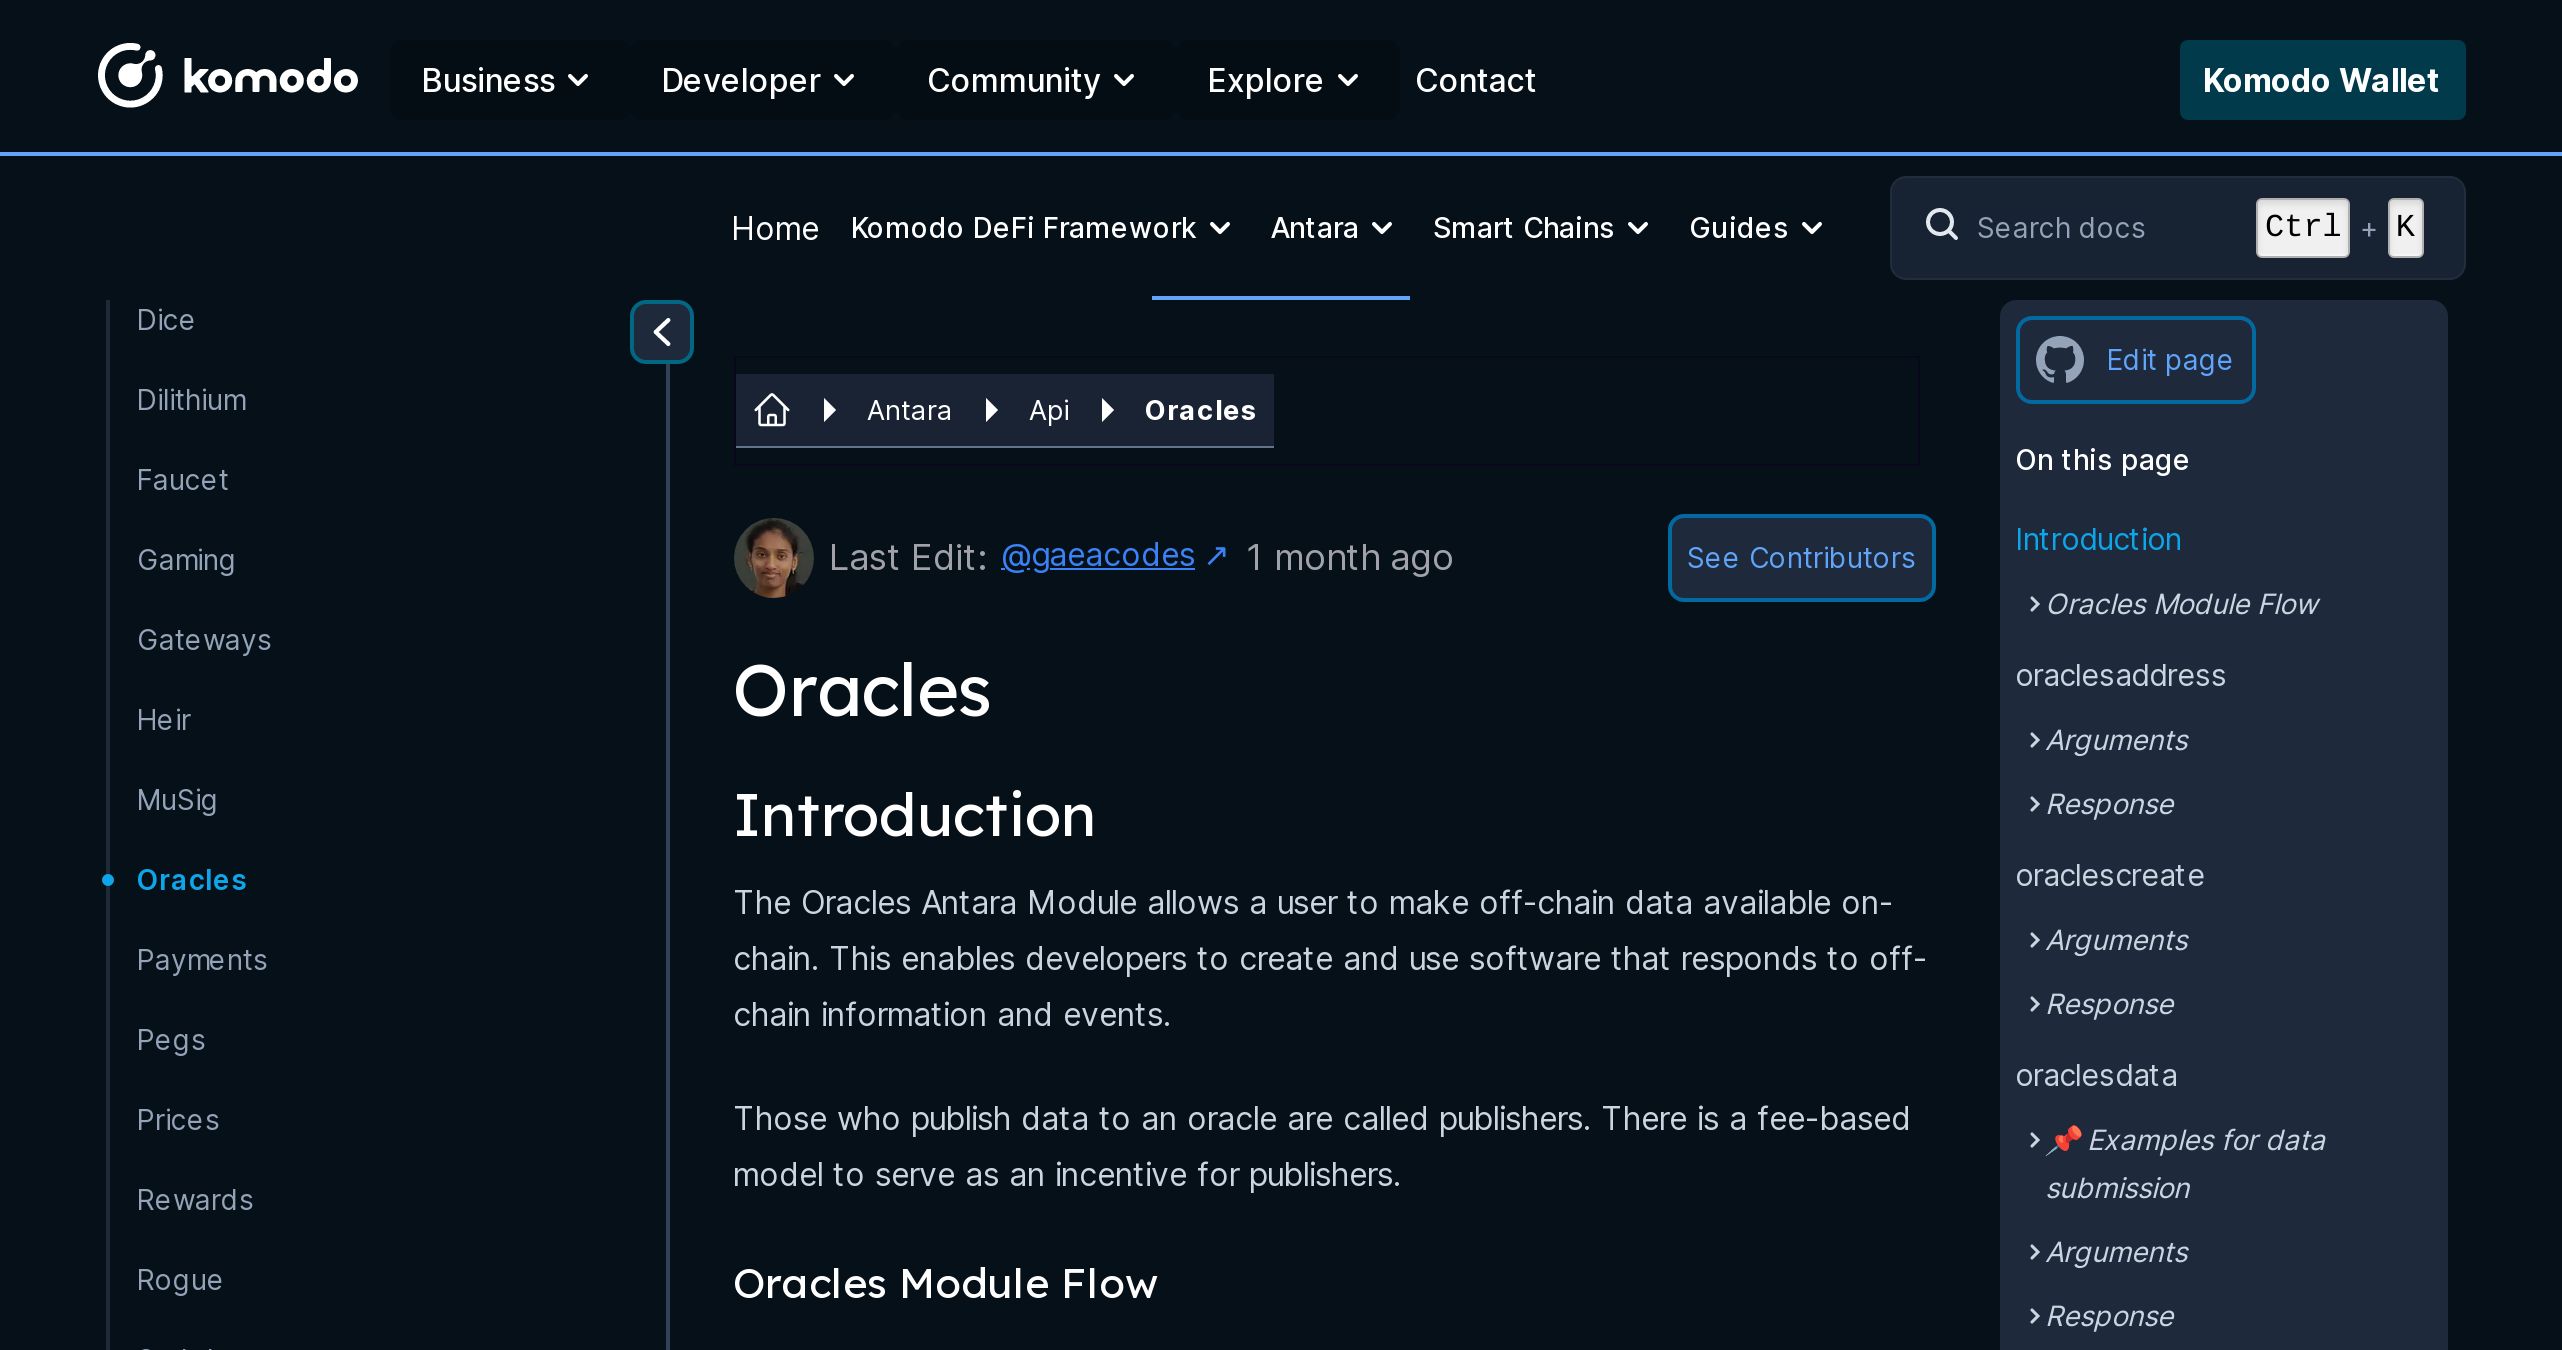 komodo Business Developer Community Explore Contact Komodo Wallet
Home Komodo DeFi Framework Antara Smart Chains Guides Search docs Ctrl + K
Dice
Dilithium
Faucet
Gaming
Gateways
Heir
MuSig
Oracles
Payments
Pegs
Prices
Rewards
Rogue
Antara Api Oracles
Last Edit: @gaeacodes ↗ 1 month ago See Contributors
Oracles
Introduction
The Oracles Antara Module allows a user to make off-chain data available on-
chain. This enables developers to create and use software that responds to off-
chain information and events.
Those who publish data to an oracle are called publishers. There is a fee-based
model to serve as an incentive for publishers.
Oracles Module Flow
Edit page
On this page
Introduction
Oracles Module Flow
oraclesaddress
Arguments
Response
oraclescreate
Arguments
Response
oraclesdata
📌 Examples for data
submission
Arguments
Response